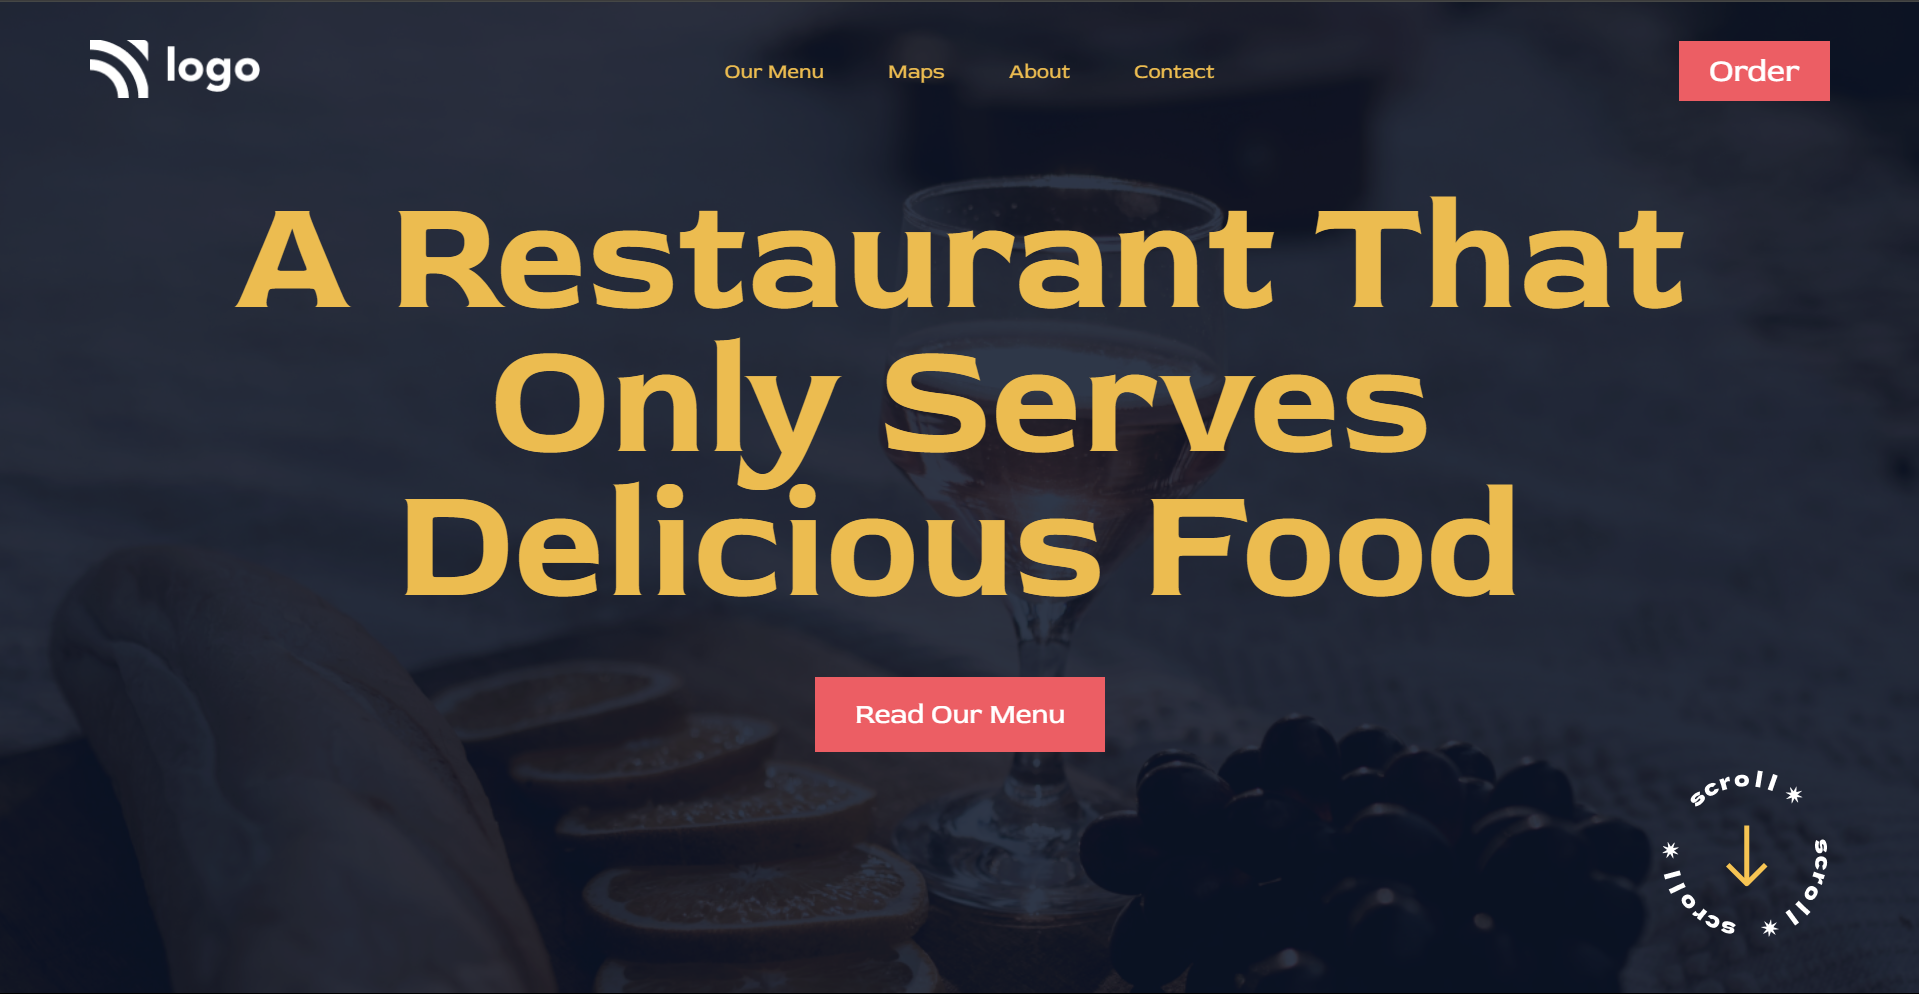 logo
Our Menu
Maps
About
Contact
Order
A Restaurant That
Only Serves
Delicious Food
Read Our Menu
scroll
scroll
scroll